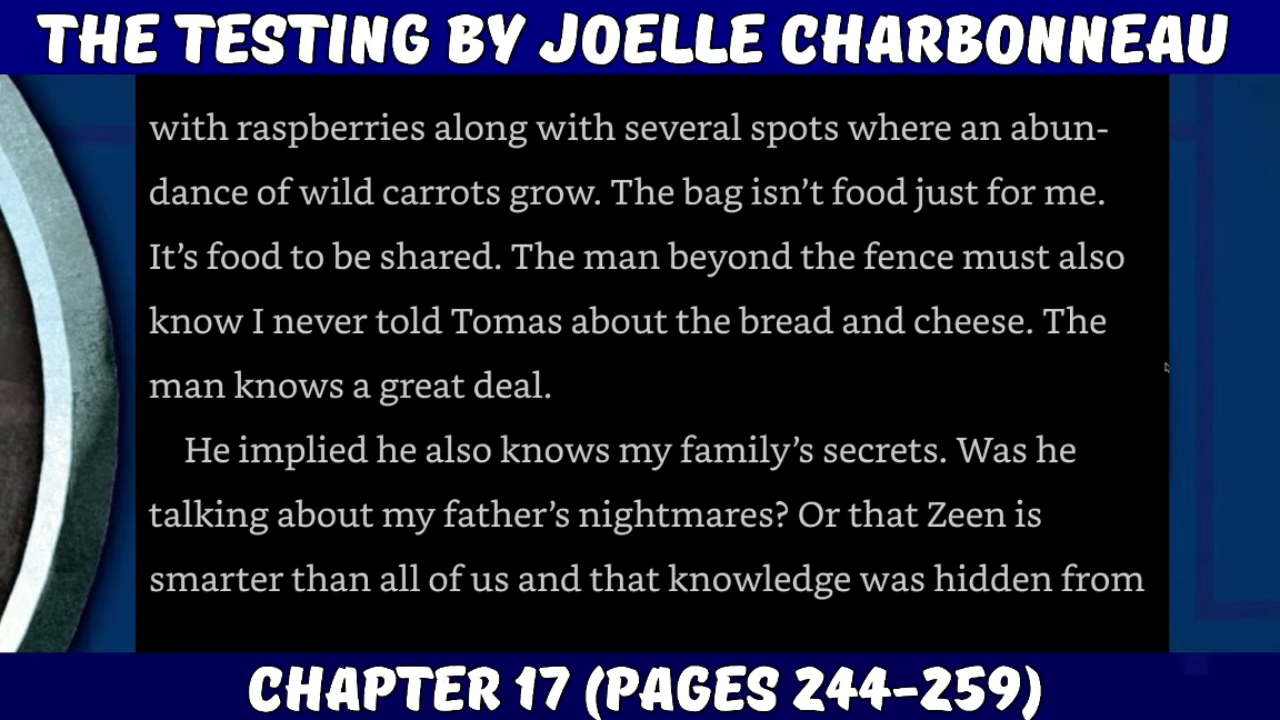 THE TESTING BY JOELLE CHARBONNEAU
with raspberries along with several spots where an abun-
dance of wild carrots grow. The bag isn’t food just for me.
It’s food to be shared. The man beyond the fence must also
know I never told Tomas about the bread and cheese. The
man knows a great deal.
He implied he also knows my family’s secrets. Was he
talking about my father’s nightmares? Or that Zeen is
smarter than all of us and that knowledge was hidden from
CHAPTER 17 (PAGES 244-259)